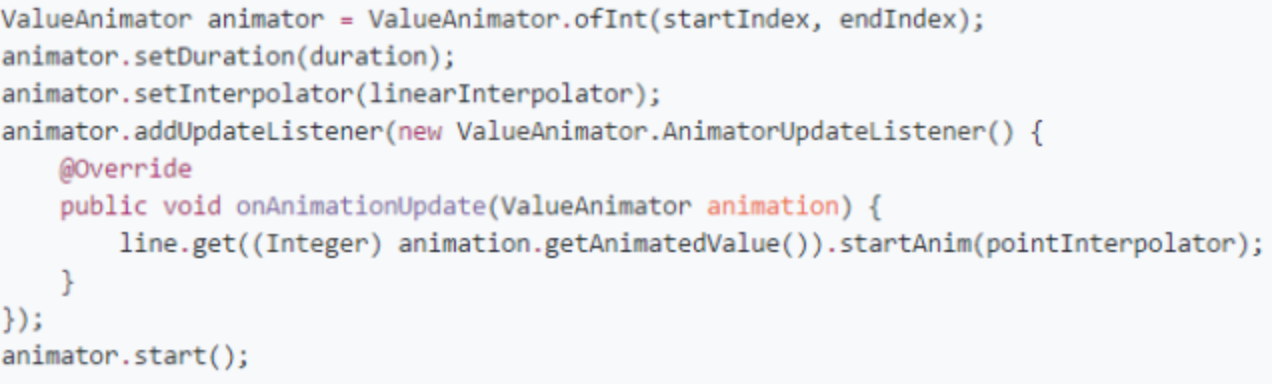 ValueAnimator animator = ValueAnimator.ofInt(startIndex, endIndex);
animator.setDuration(duration);
animator.setInterpolator(linearInterpolator);
animator.addUpdateListener(new ValueAnimator.AnimatorUpdateListener() {
    @Override
    public void onAnimationUpdate(ValueAnimator animation) {
        line.get((Integer) animation.getAnimatedValue()).startAnim(pointInterpolator);
    }
});
animator.start();